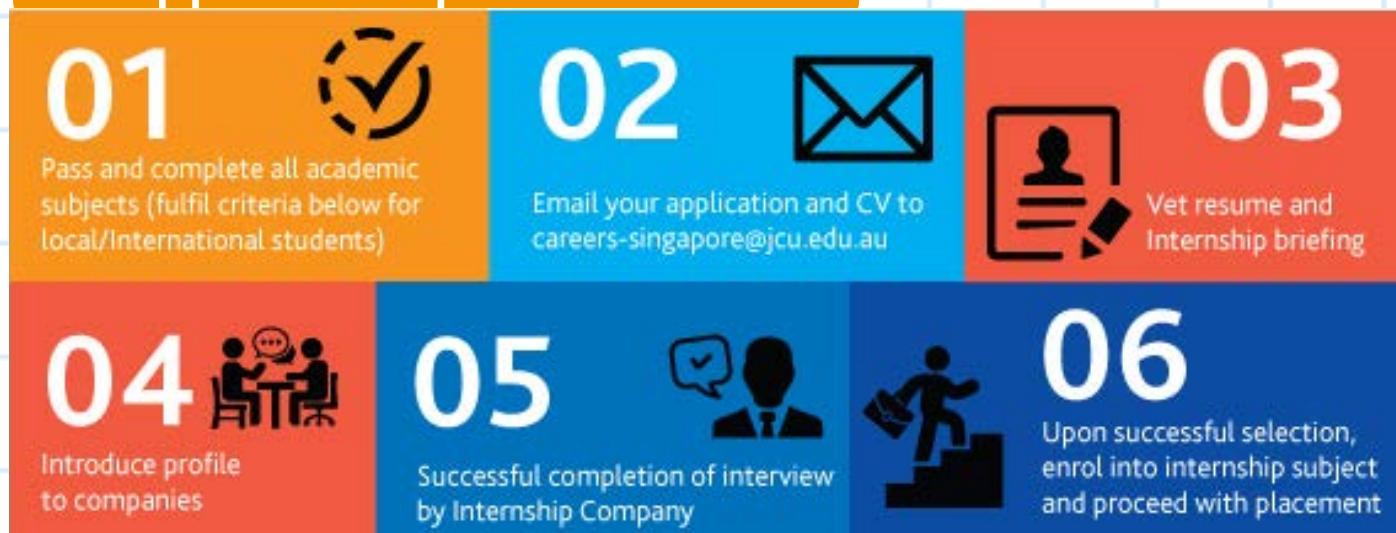 01
Pass and complete all academic
subjects (fulfil criteria below for
local/International students)
02
Email your application and CV to
careers-singapore@jcu.edu.au
03
Vet resume and
Internship briefing
04
Introduce profile
to companies
05
Successful completion of interview
by Internship Company
06
Upon successful selection,
enrol into internship subject
and proceed with placement